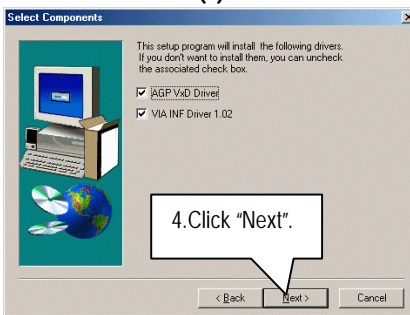 Select Components
This setup program will install the following drivers.
If you don't want to install them, you can uncheck
the associated check box.
AGP VxD Driver
VIA INF Driver 1.02
4.Click "Next".
< Back
Next >
Cancel